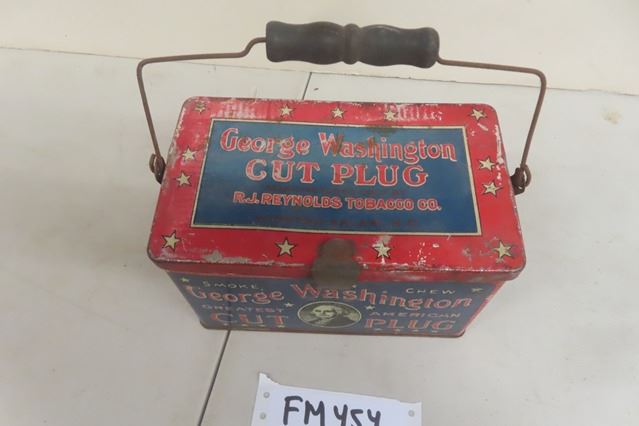 George Washington
CUT PLUG
R.J. REYNOLDS TOBACCO CO.
SMOKE CHEW
George Washington
GREATEST AMERICAN
CUT PLUG
FM454